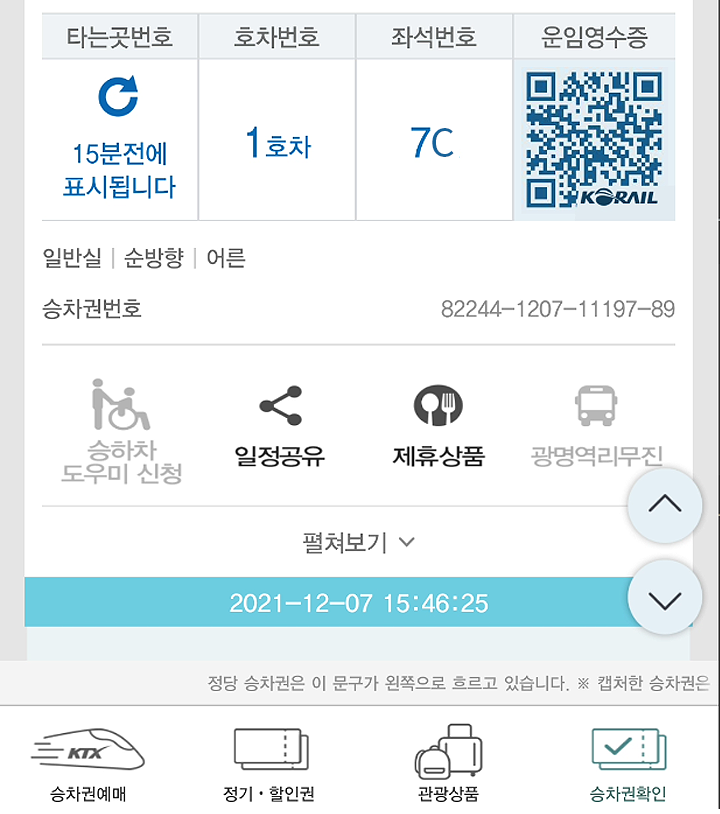 타는곳번호 호차번호 좌석번호 운임영수증
15분전에
표시됩니다
1호차
7C
KORAIL
일반실 | 순방향 | 어른
승차권번호 82244-1207-11197-89
승하차
도우미 신청
일정공유
제휴상품
광명역리무진
펼쳐보기
2021-12-07 15:46:25
정당 승차권은 이 문구가 왼쪽으로 흐르고 있습니다. ※ 캡처한 승차권은
KTX
승차권예매 정기·할인권 관광상품 승차권확인